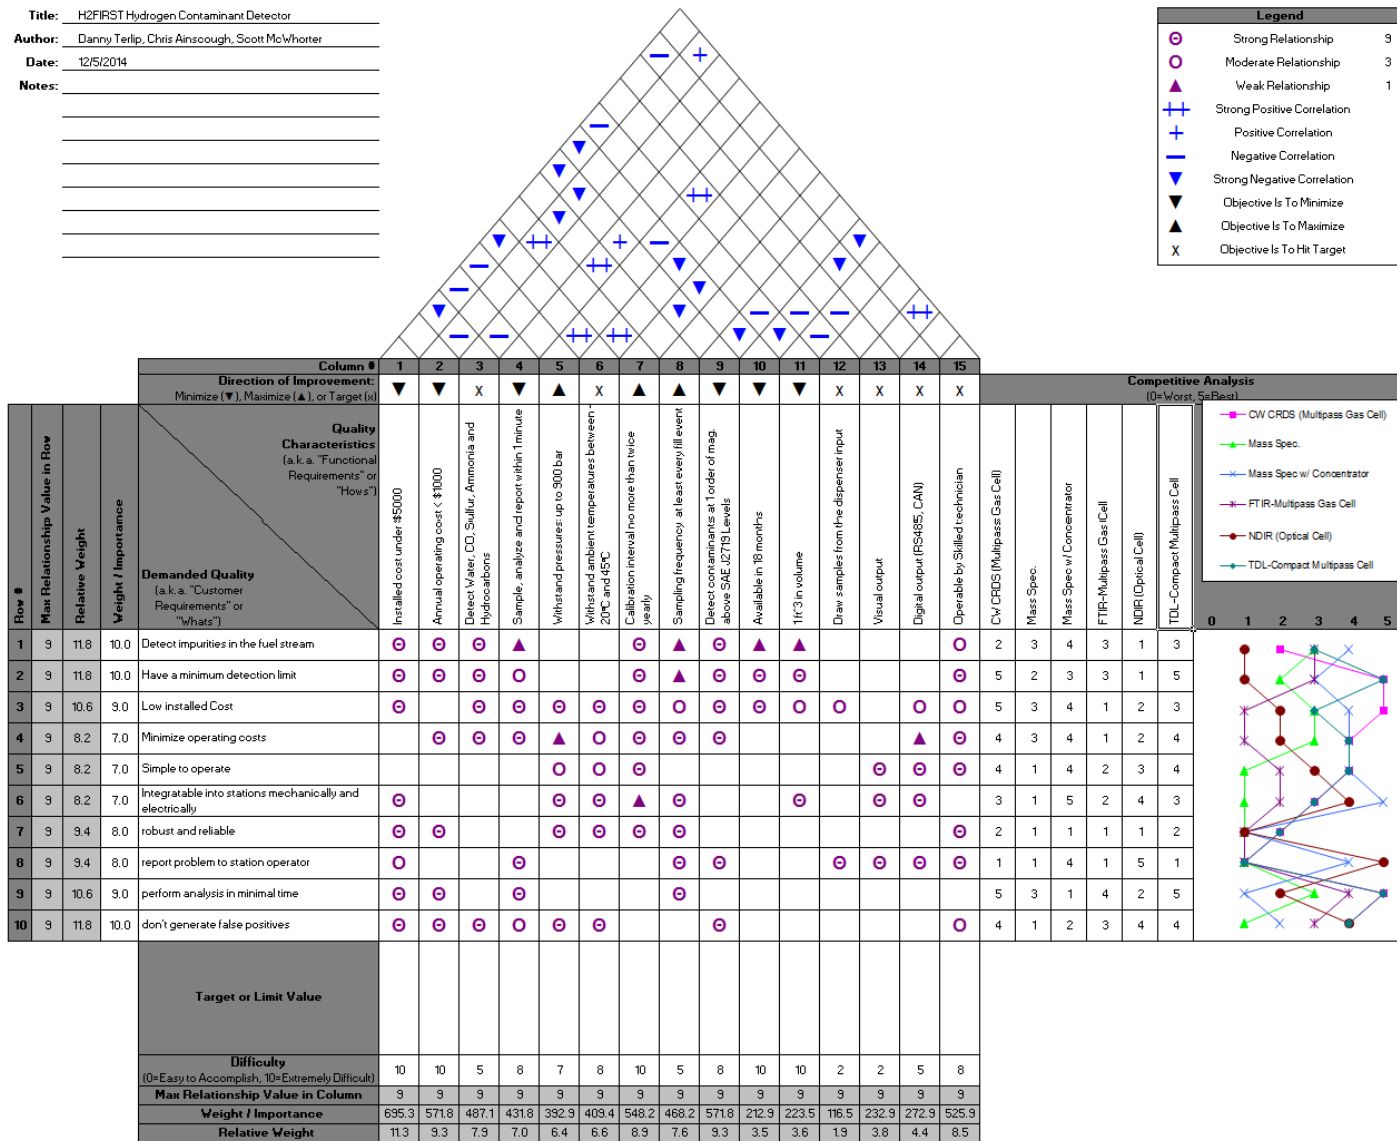 Title: H2FIRST Hydrogen Contaminant Detector
Author: Danny Terlip, Chris Ainscough, Scott McWhorter
Date: 12/5/2014
Notes:
Legend
Strong Relationship 9
Moderate Relationship 3
Weak Relationship 1
Strong Positive Correlation
Positive Correlation
Negative Correlation
Strong Negative Correlation
Objective Is To Minimize
Objective Is To Maximize
X Objective Is To Hit Target
Column # 1 2 3 4 5 6 7 8 9 10 11 12 13 14 15
Direction of Improvement:
Minimize (▼), Maximize (▲), or Target (x)
▼ ▼ X ▼ ▲ X ▲ ▲ ▼ ▼ ▼ X X X X
Competitive Analysis
(0=Worst, 5=Best)
Row #
Max Relationship Value in Row
Relative Weight
Weight / Importance
Quality
Characteristics
(a.k.a. "Functional
Requirements" or
"Hows")
Demanded Quality
(a.k.a. "Customer
Requirements" or
"Whats")
Installed cost under $5000
Annual operating cost < $1000
Detect Water, CO, Siulfur, Ammonia and
Hydrocarbons
Sample, analyze and report within 1 minute
Withstand pressures: up to 900 bar
Withstand ambient temperatures between -
20°C and 45°C
Calibration interval no more than twice
yearly
Sampling frequency at least every fill event
Detect contaminants at 1 order of mag.
above SAE J2719 Levels
Available in 18 months
1ft^3 in volume
Draw samples from the dispenser input
Visual output
Digital output (RS485, CAN)
Operable by Skilled technician
CW CRDS (Multipass Gas Cell)
Mass Spec.
Mass Spec w/ Concentrator
FTIR-Multipass Gas (Cell
NDIR (Optical Cell)
TDL-Compact Multipass Cell
CW CRDS (Multipass Gas Cell)
Mass Spec.
Mass Spec w/ Concentrator
FTIR-Multipass Gas Cell
NDIR (Optical Cell)
TDL-Compact Multipass Cell
0 1 2 3 4 5
1 9 11.8 10.0 Detect impurities in the fuel stream 2 3 4 3 1 3
2 9 11.8 10.0 Have a minimum detection limit 5 2 3 3 1 5
3 9 10.6 9.0 Low installed Cost 5 3 4 1 2 3
4 9 8.2 7.0 Minimize operating costs 4 3 4 1 2 4
5 9 8.2 7.0 Simple to operate 4 1 4 2 3 4
6 9 8.2 7.0 Integratable into stations mechanically and
electrically 3 1 5 2 4 3
7 9 9.4 8.0 robust and reliable 2 1 1 1 1 2
8 9 9.4 8.0 report problem to station operator 1 1 4 1 5 1
9 9 10.6 9.0 perform analysis in minimal time 5 3 1 4 2 5
10 9 11.8 10.0 don't generate false positives 4 1 2 3 4 4
Target or Limit Value
Difficulty
(0=Easy to Accomplish, 10=Extremely Difficult)
10 10 5 8 7 8 10 5 8 10 10 2 2 5 8
Max Relationship Value in Column 9 9 9 9 9 9 9 9 9 9 9 9 9 9 9
Weight / Importance 695.3 571.8 487.1 431.8 392.9 409.4 548.2 468.2 571.8 212.9 223.5 116.5 232.9 272.9 525.9
Relative Weight 11.3 9.3 7.9 7.0 6.4 6.6 8.9 7.6 9.3 3.5 3.6 1.9 3.8 4.4 8.5